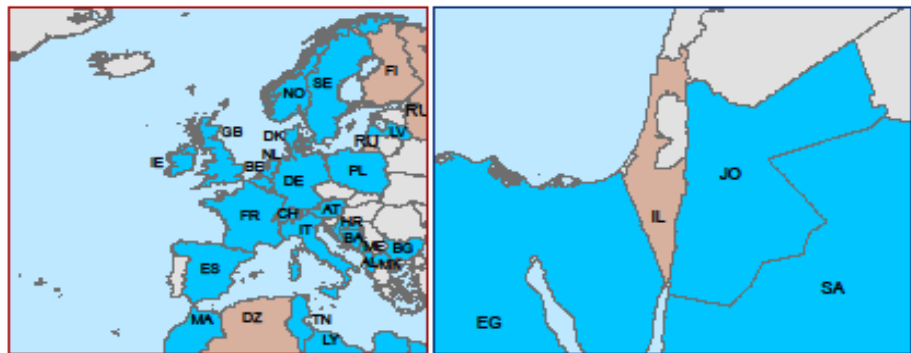 FI
SE
NO
RU
GB
DK
LV
RU
IE
NL
BE
PL
DE
FR
CH
AT
IT
HR
BA
ME
BG
AL
MK
ES
MA
DZ
TN
LY
JO
IL
SA
EG